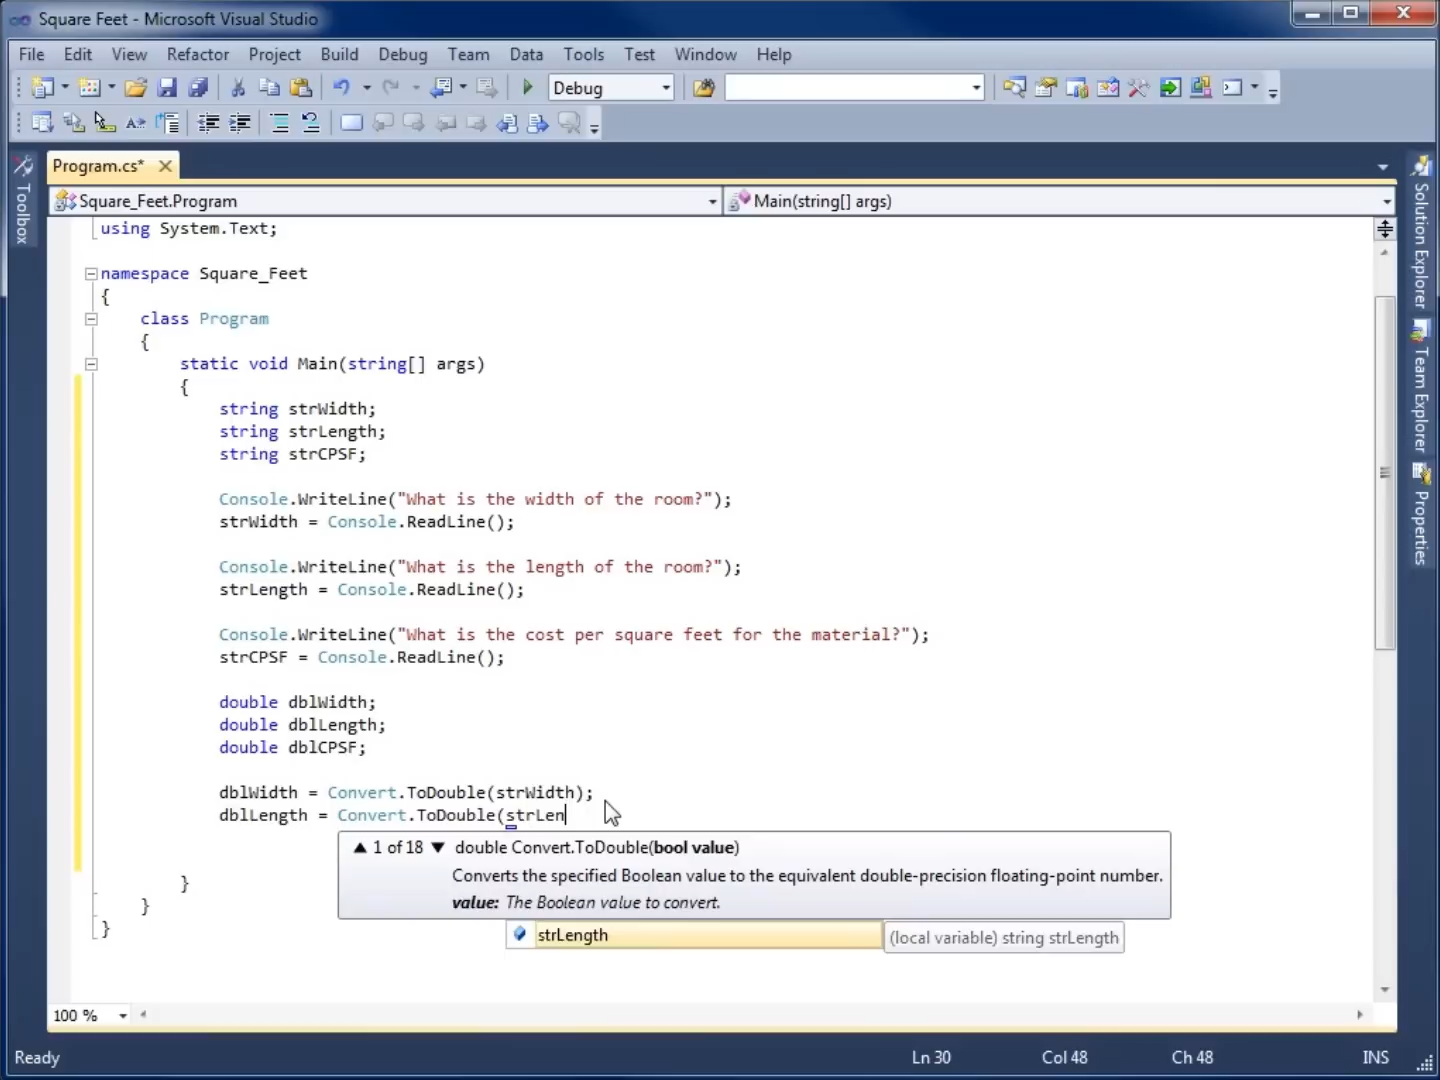 Square Feet - Microsoft Visual Studio
File Edit View Refactor Project Build Debug Team Data Tools Test Window Help
Debug
Program.cs*
Square_Feet.Program
Main(string[] args)
using System.Text;
namespace Square_Feet
{
class Program
{
static void Main(string[] args)
{
string strWidth;
string strLength;
string strCPSF;
Console.WriteLine("What is the width of the room?");
strWidth = Console.ReadLine();
Console.WriteLine("What is the length of the room?");
strLength = Console.ReadLine();
Console.WriteLine("What is the cost per square feet for the material?");
strCPSF = Console.ReadLine();
double dblWidth;
double dblLength;
double dblCPSF;
dblWidth = Convert.ToDouble(strWidth);
dblLength = Convert.ToDouble(strLen
▲ 1 of 18 ▼ double Convert.ToDouble(bool value)
Converts the specified Boolean value to the equivalent double-precision floating-point number.
value: The Boolean value to convert.
strLength
(local variable) string strLength
}
}
}
Toolbox
Solution Explorer
Team Explorer
Properties
100 %
Ready
Ln 30
Col 48
Ch 48
INS